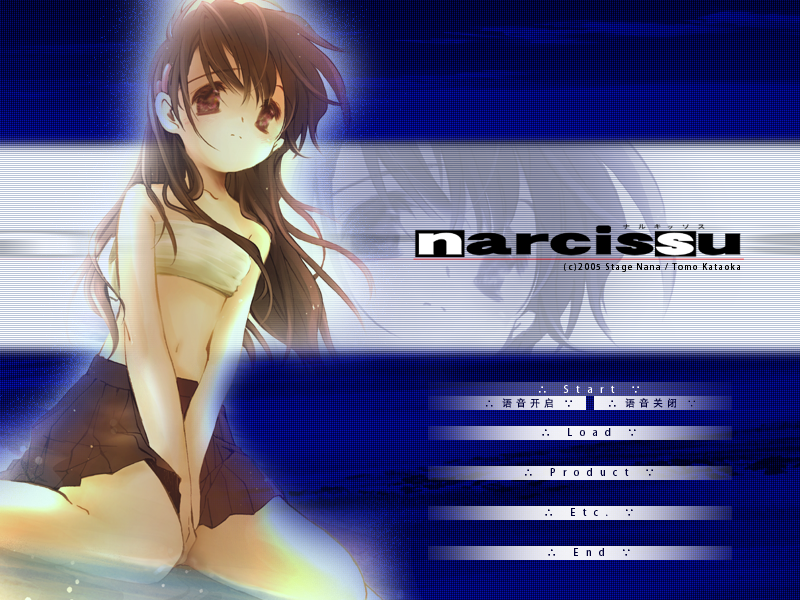 ナルキッソス
narcissu
(c)2005 Stage Nana / Tomo Kataoka
∴ Start ∵
∴ 语音开启 ∵ ∴ 语音关闭 ∵
∴ Load ∵
∴ Product ∵
∴ Etc. ∵
∴ End ∵